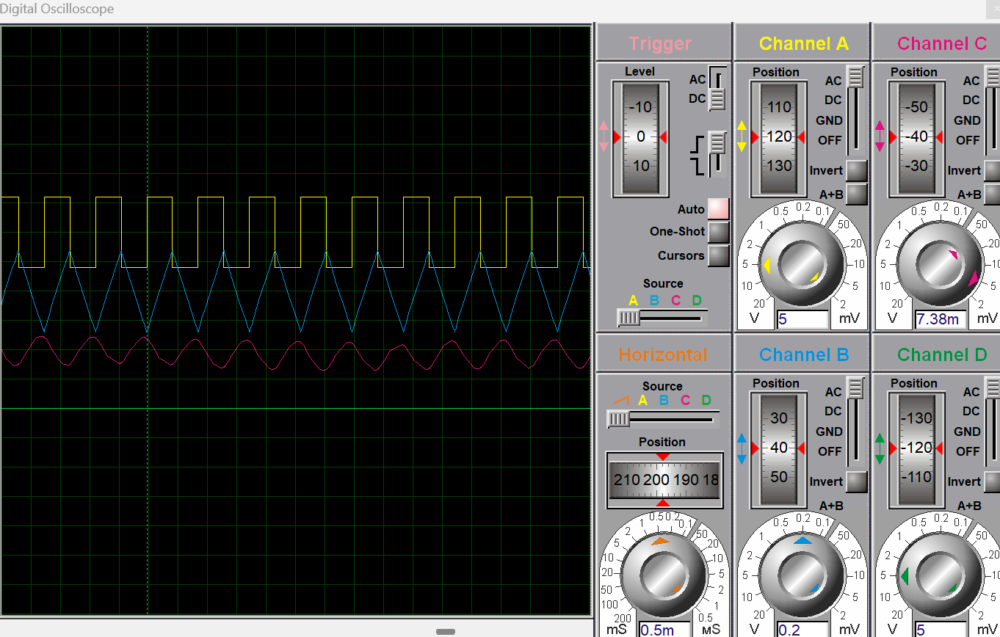 Digital Oscilloscope
Trigger
Level
AC
DC
-10
0
10
Auto
One-Shot
Cursors
Source
A B C D
Channel A
Position
AC
DC
GND
OFF
110
120
130
Invert
A+B
0.5 0.2 0.1
1 50
2 20
5 10
10 5
20 2
V 5 mV
Channel C
Position
AC
DC
GND
OFF
-50
-40
-30
Invert
A+B
0.5 0.2 0.1
1 50
2 20
5 10
10 5
20 2
V 7.38m mV
Horizontal
Source
A B C D
Position
210 200 190 18
0.5 0.2
1 0.1
2 50
5 20
10 10
20 5
50 2
100 1
200 0.5
mS 0.5m мS
Channel B
Position
AC
DC
GND
OFF
30
40
50
Invert
A+B
0.5 0.2 0.1
1 50
2 20
5 10
10 5
20 2
V 0.2 mV
Channel D
Position
AC
DC
GND
OFF
-130
-120
-110
Invert
A+B
0.5 0.2 0.1
1 50
2 20
5 10
10 5
20 2
V 5 mV